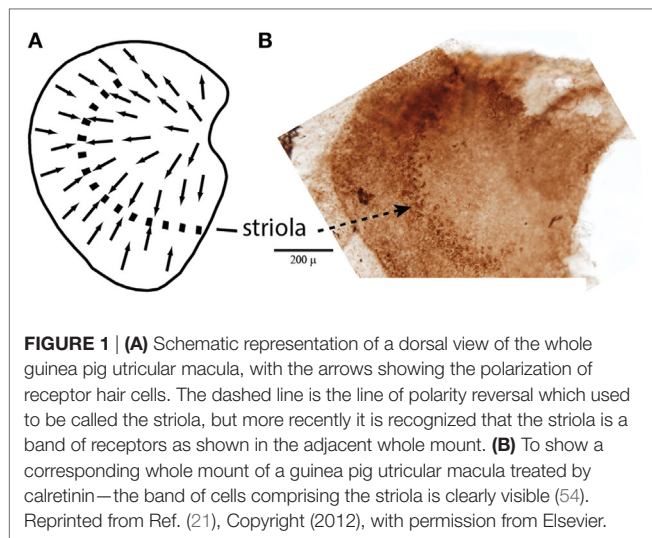 A
B
striola
200 µ
FIGURE 1 | (A) Schematic representation of a dorsal view of the whole
guinea pig utricular macula, with the arrows showing the polarization of
receptor hair cells. The dashed line is the line of polarity reversal which used
to be called the striola, but more recently it is recognized that the striola is a
band of receptors as shown in the adjacent whole mount. (B) To show a
corresponding whole mount of a guinea pig utricular macula treated by
calretinin—the band of cells comprising the striola is clearly visible (54).
Reprinted from Ref. (21), Copyright (2012), with permission from Elsevier.